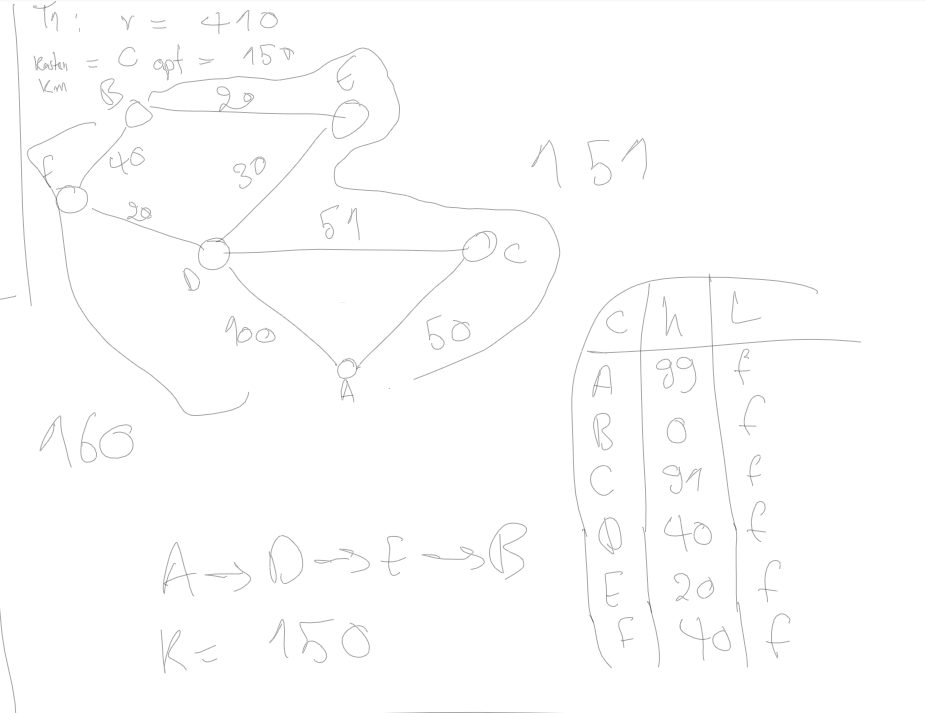 T1: r = 410
Kosten = C opt = 150
Km
B
20
E
f
40
30
151
20
51
C
D
100
50
A
160
C h L
A 99 f
B 0 f
C 91 f
D 40 f
E 20 f
F 40 f
A → D → E → B
K = 150